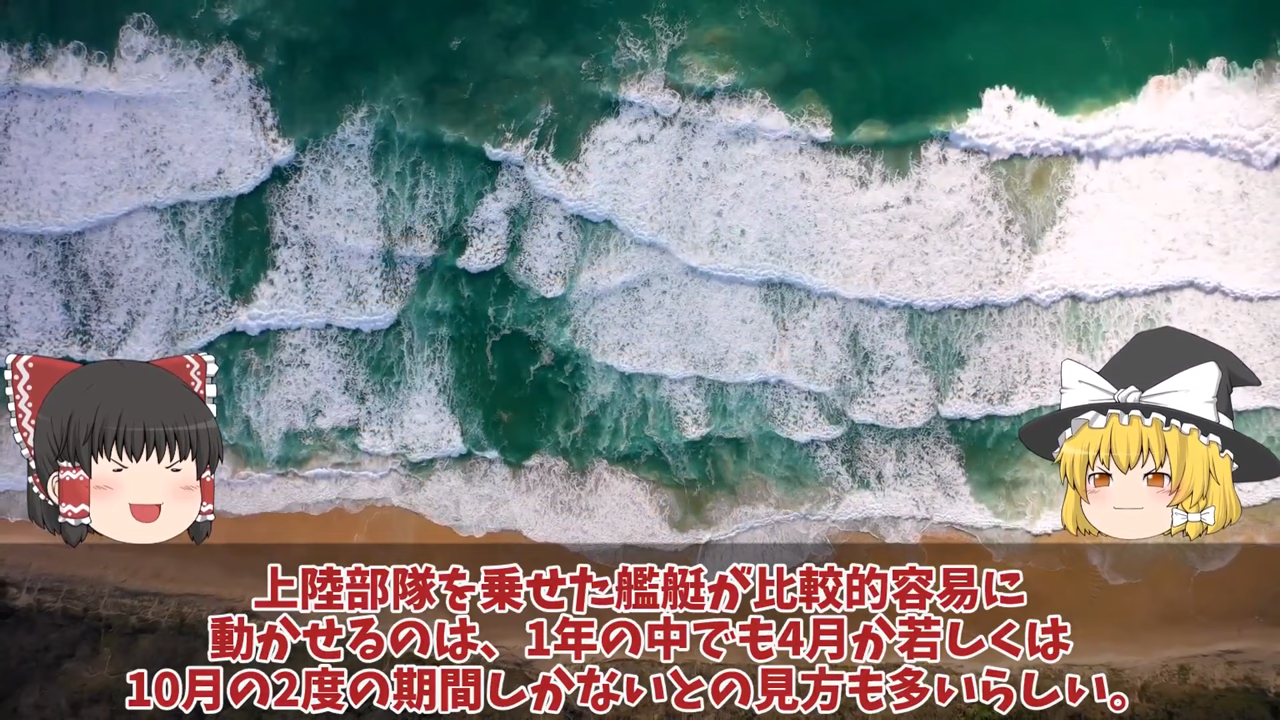 上陸部隊を乗せた艦艇が比較的容易に
動かせるのは、1年の中でも4月か若しくは
10月の2度の期間しかないとの見方も多いらしい。